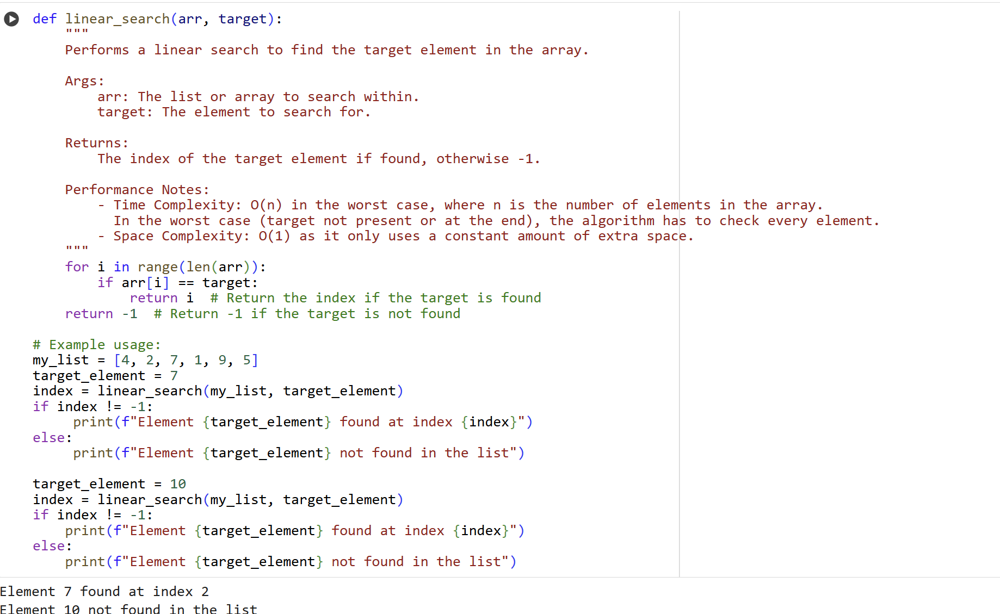 def linear_search(arr, target):
    """
    Performs a linear search to find the target element in the array.

    Args:
        arr: The list or array to search within.
        target: The element to search for.

    Returns:
        The index of the target element if found, otherwise -1.

    Performance Notes:
        - Time Complexity: O(n) in the worst case, where n is the number of elements in the array.
          In the worst case (target not present or at the end), the algorithm has to check every element.
        - Space Complexity: O(1) as it only uses a constant amount of extra space.
    """
    for i in range(len(arr)):
        if arr[i] == target:
            return i  # Return the index if the target is found
    return -1  # Return -1 if the target is not found

# Example usage:
my_list = [4, 2, 7, 1, 9, 5]
target_element = 7
index = linear_search(my_list, target_element)
if index != -1:
     print(f"Element {target_element} found at index {index}")
else:
     print(f"Element {target_element} not found in the list")

target_element = 10
index = linear_search(my_list, target_element)
if index != -1:
    print(f"Element {target_element} found at index {index}")
else:
    print(f"Element {target_element} not found in the list")
Element 7 found at index 2
Element 10 not found in the list